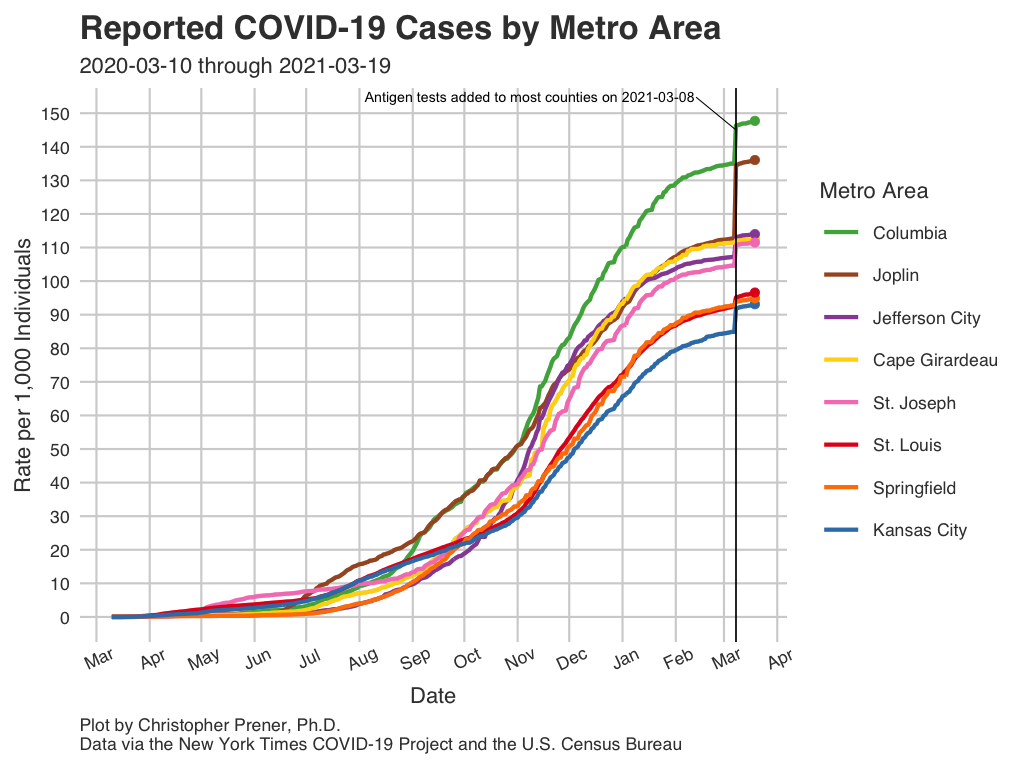 Reported COVID-19 Cases by Metro Area
2020-03-10 through 2021-03-19
Antigen tests added to most counties on 2021-03-08
150
140
130
120
110
100
90
80
70
60
50
40
30
20
10
0
Rate per 1,000 Individuals
Mar Apr May Jun Jul Aug Sep Oct Nov Dec Jan Feb Mar Apr
Date
Metro Area
Columbia
Joplin
Jefferson City
Cape Girardeau
St. Joseph
St. Louis
Springfield
Kansas City
Plot by Christopher Prener, Ph.D.
Data via the New York Times COVID-19 Project and the U.S. Census Bureau